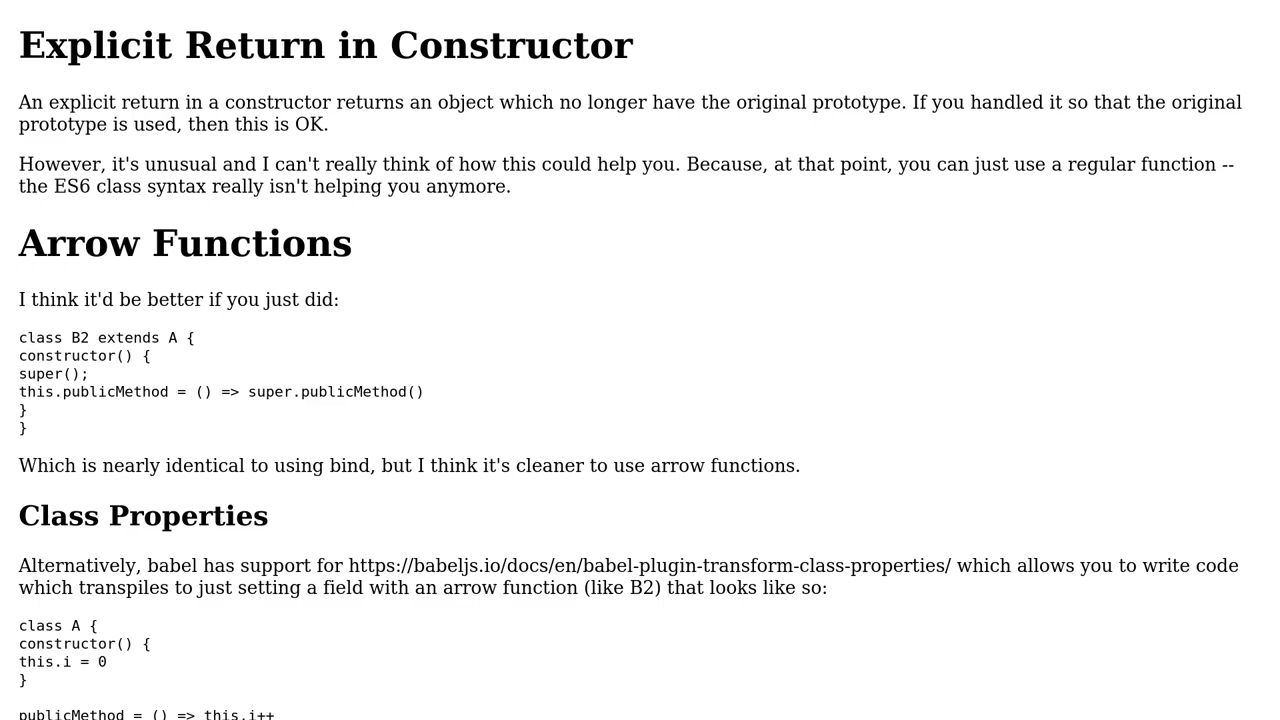 Explicit Return in Constructor
An explicit return in a constructor returns an object which no longer have the original prototype. If you handled it so that the original
prototype is used, then this is OK.
However, it's unusual and I can't really think of how this could help you. Because, at that point, you can just use a regular function --
the ES6 class syntax really isn't helping you anymore.
Arrow Functions
I think it'd be better if you just did:
class B2 extends A {
constructor() {
super();
this.publicMethod = () => super.publicMethod()
}
}
Which is nearly identical to using bind, but I think it's cleaner to use arrow functions.
Class Properties
Alternatively, babel has support for https://babeljs.io/docs/en/babel-plugin-transform-class-properties/ which allows you to write code
which transpiles to just setting a field with an arrow function (like B2) that looks like so:
class A {
constructor() {
this.i = 0
}
publicMethod = () => this.i++